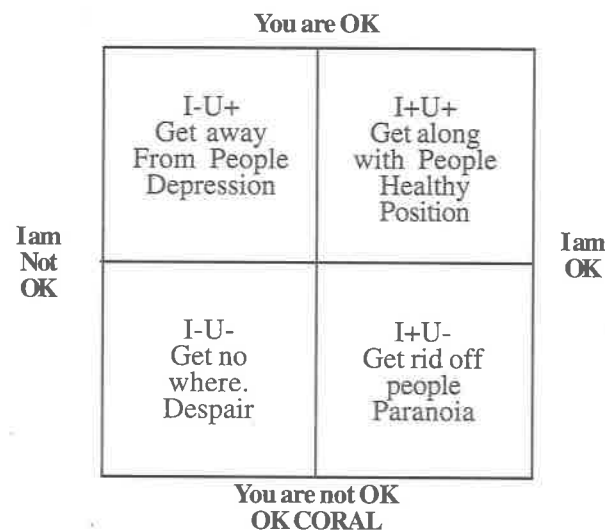 You are OK
I-U+
Get away
From People
Depression
I+U+
Get along
with People
Healthy
Position
I am
Not
OK
I am
OK
I-U-
Get no
where.
Despair
I+U-
Get rid off
people
Paranoia
You are not OK
OK CORAL